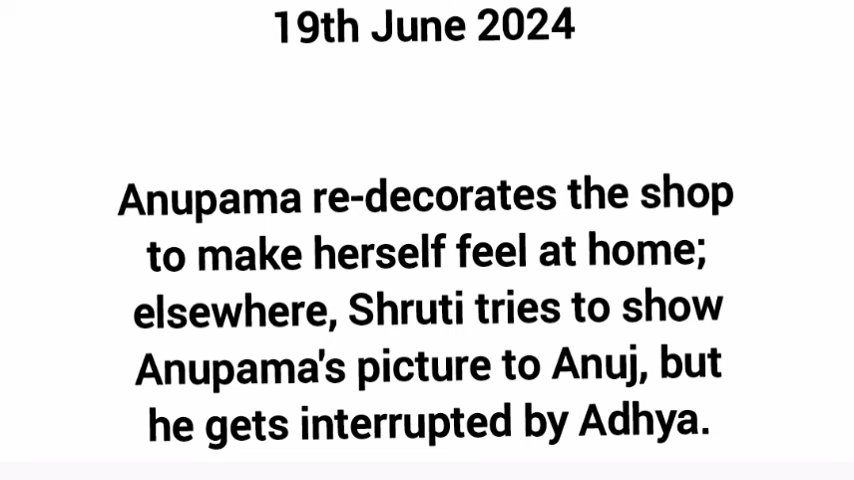 19th June 2024
Anupama re-decorates the shop
to make herself feel at home;
elsewhere, Shruti tries to show
Anupama's picture to Anuj, but
he gets interrupted by Adhya.